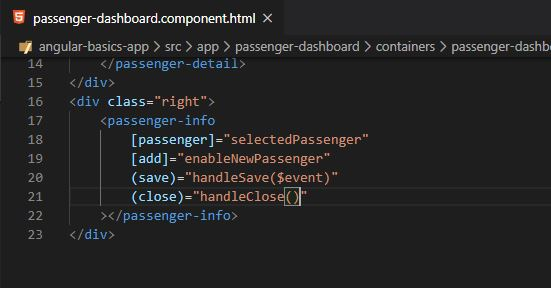 passenger-dashboard.component.html ×
angular-basics-app > src > app > passenger-dashboard > containers >
14 </passenger-detail>
15 </div>
16 <div class="right">
17 <passenger-info
18 [passenger]="selectedPassenger"
19 [add]="enableNewPassenger"
20 (save)="handleSave($event)"
21 (close)="handleClose()"
22 ></passenger-info>
23 </div>